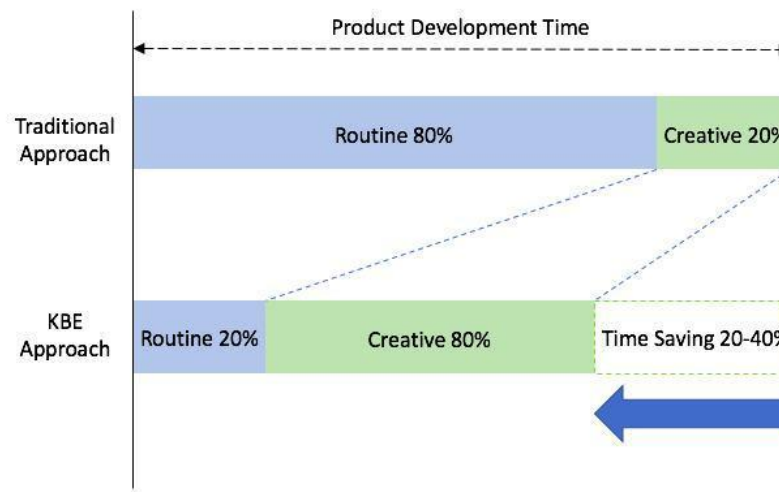 Product Development Time
Traditional
Approach
Routine 80%
Creative 20%
KBE
Approach
Routine 20%
Creative 80%
Time Saving 20-40%